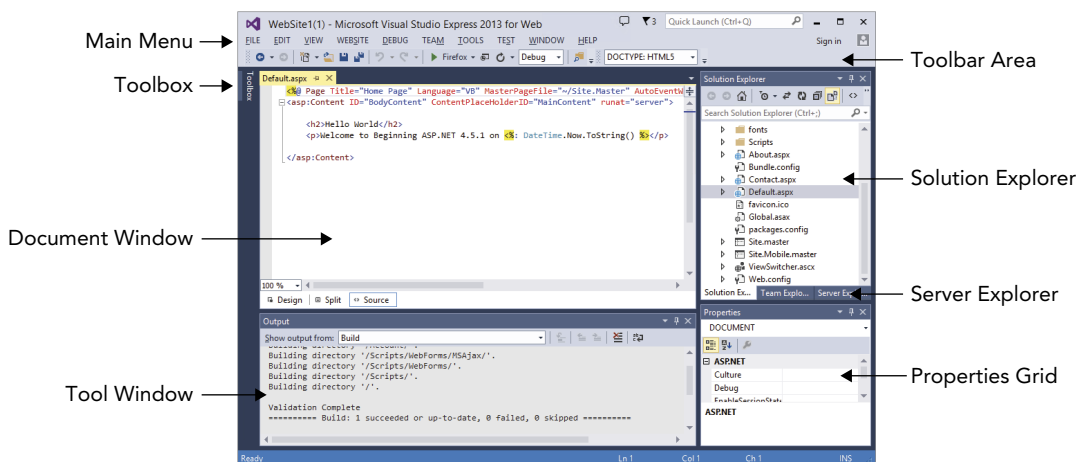 WebSite1(1) - Microsoft Visual Studio Express 2013 for Web
3
Quick Launch (Ctrl+Q)
Main Menu
FILE EDIT VIEW WEBSITE DEBUG TEAM TOOLS TEST WINDOW HELP
Sign in
Firefox
Debug
DOCTYPE: HTML5
Toolbar Area
Toolbox
Toolbox
Default.aspx
<%@ Page Title="Home Page" Language="VB" MasterPageFile="~/Site.Master" AutoEventW
<asp:Content ID="BodyContent" ContentPlaceHolderID="MainContent" runat="server">
<h2>Hello World</h2>
<p>Welcome to Beginning ASP.NET 4.5.1 on <%: DateTime.Now.ToString() %></p>
</asp:Content>
Document Window
100 %
Design Split Source
Solution Explorer
Search Solution Explorer (Ctrl+;)
fonts
Scripts
About.aspx
Bundle.config
Contact.aspx
Default.aspx
favicon.ico
Global.asax
packages.config
Site.master
Site.Mobile.master
ViewSwitcher.ascx
Web.config
Solution Explorer
Solution Ex... Team Explo... Server Ex...
Server Explorer
Output
Show output from: Build
Building directory '/Account/'.
Building directory '/Scripts/WebForms/MSAjax/'.
Building directory '/Scripts/WebForms/'.
Building directory '/Scripts/'.
Building directory '/'.
Validation Complete
========== Build: 1 succeeded or up-to-date, 0 failed, 0 skipped ==========
Tool Window
Properties
DOCUMENT
ASP.NET
Culture
Debug
EnableSessionState
ASP.NET
Properties Grid
Ready Ln 1 Col 1 Ch 1 INS